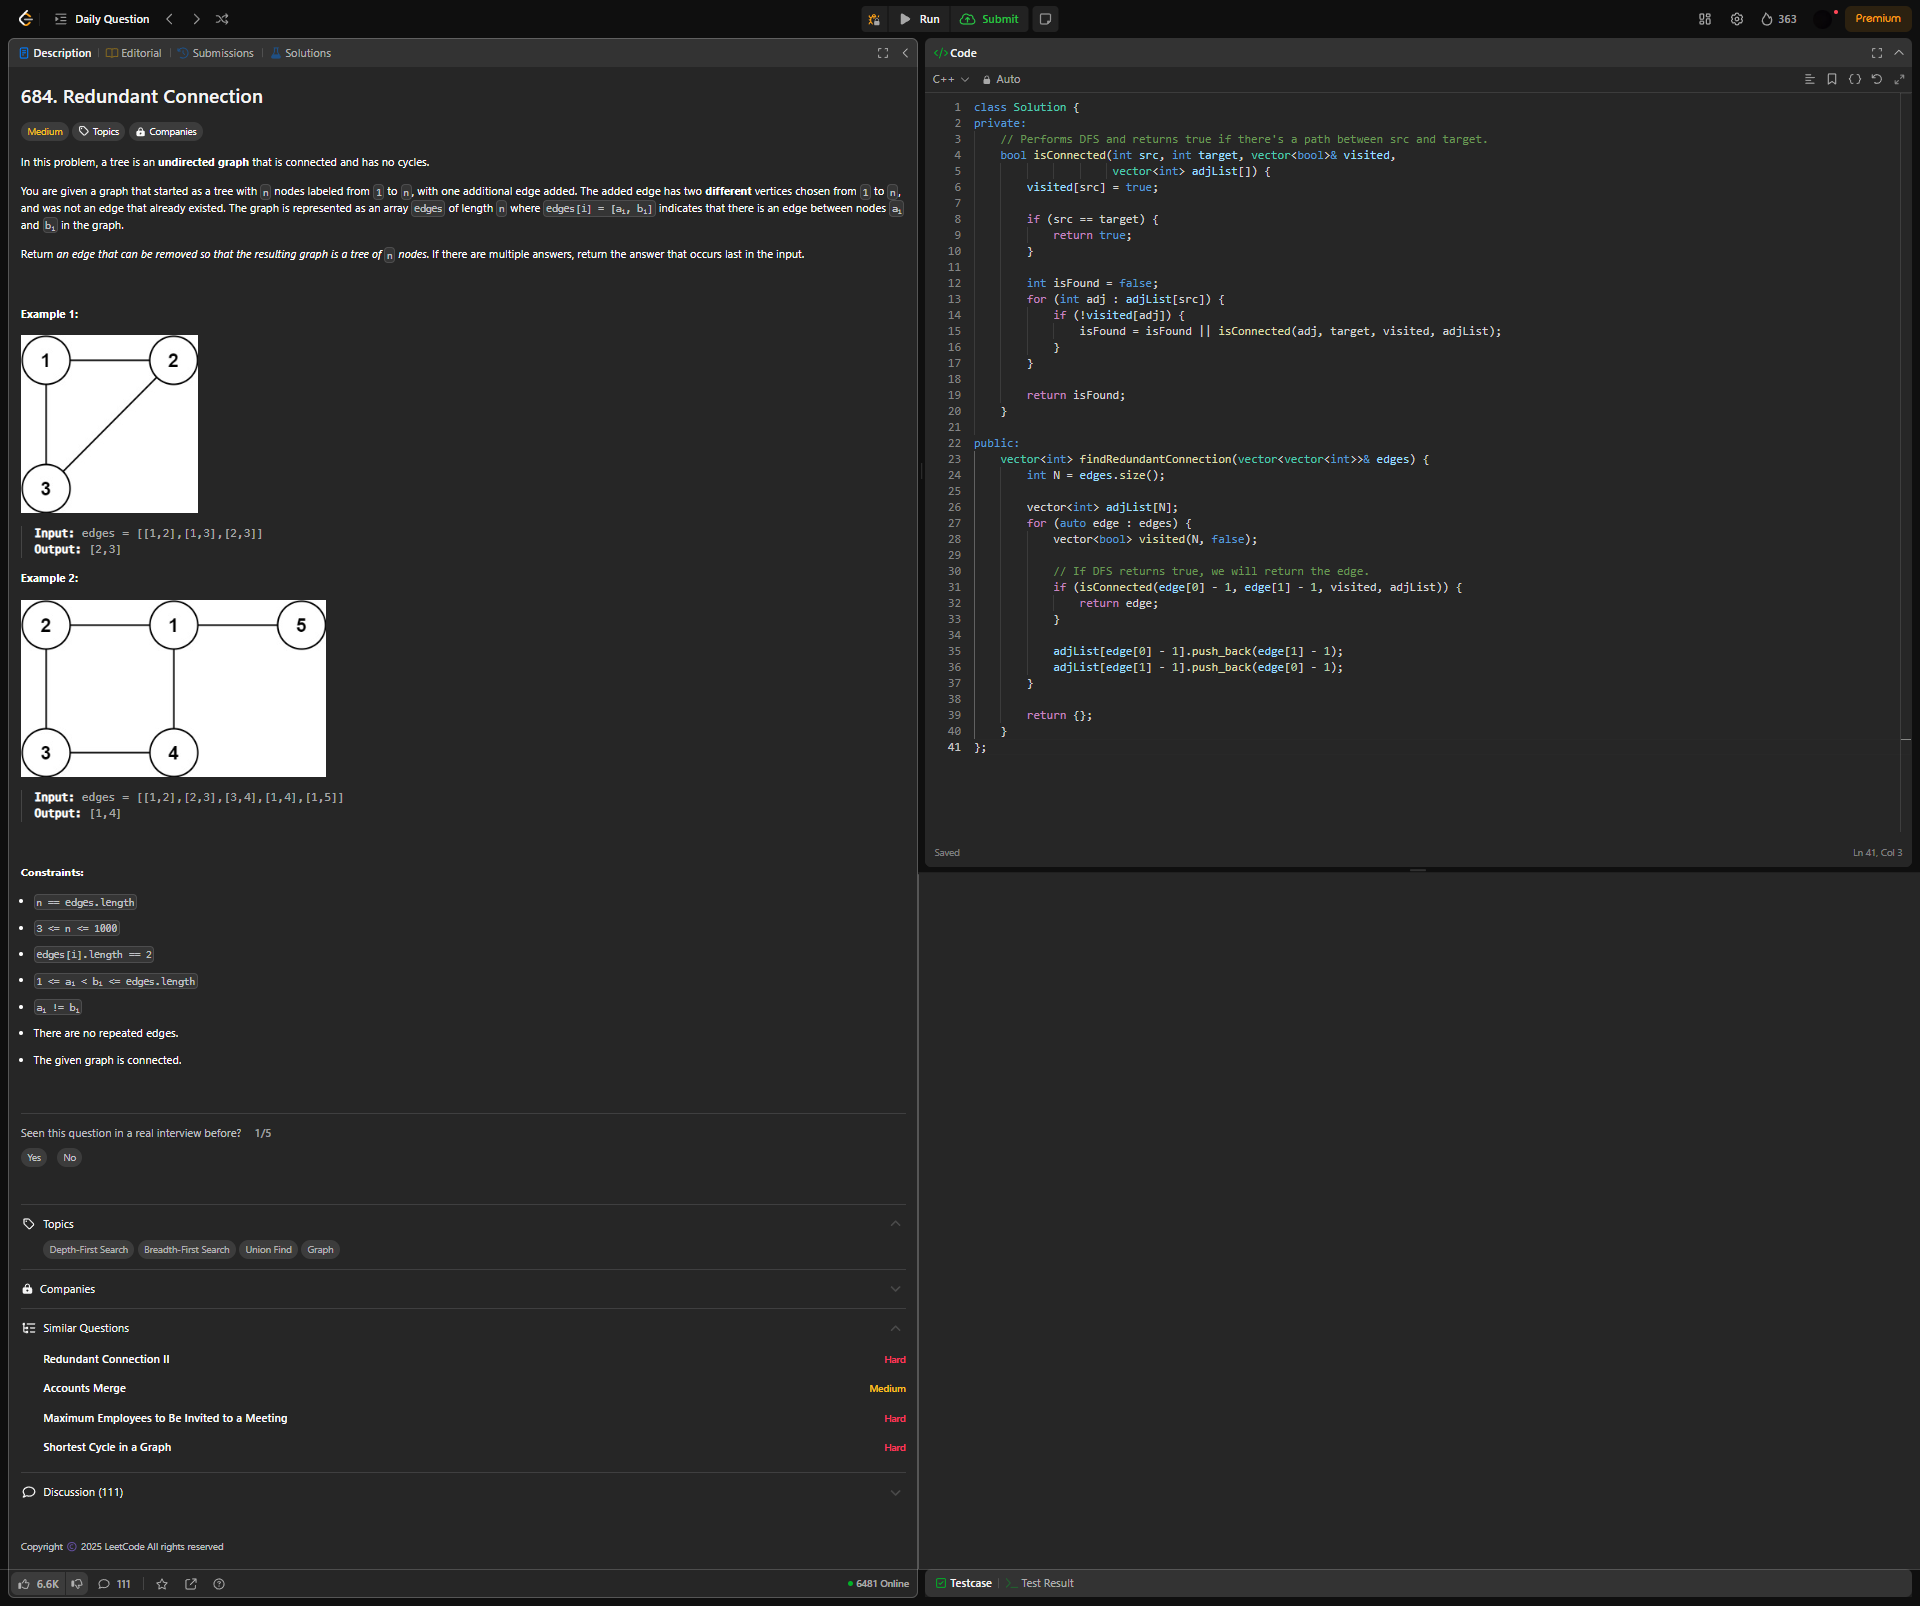 Daily Question
Run
Submit
363
Premium
Description
Editorial
Submissions
Solutions
684. Redundant Connection
Medium
Topics
Companies
In this problem, a tree is an undirected graph that is connected and has no cycles.
You are given a graph that started as a tree with n nodes labeled from 1 to n, with one additional edge added. The added edge has two different vertices chosen from 1 to n,
and was not an edge that already existed. The graph is represented as an array edges of length n where edges[i] = [aᵢ, bᵢ] indicates that there is an edge between nodes aᵢ
and bᵢ in the graph.
Return an edge that can be removed so that the resulting graph is a tree of n nodes. If there are multiple answers, return the answer that occurs last in the input.
Example 1:
1
2
3
Input: edges = [[1,2],[1,3],[2,3]]
Output: [2,3]
Example 2:
2
1
5
3
4
Input: edges = [[1,2],[2,3],[3,4],[1,4],[1,5]]
Output: [1,4]
Constraints:
n == edges.length
3 <= n <= 1000
edges[i].length == 2
1 <= aᵢ < bᵢ <= edges.length
aᵢ != bᵢ
There are no repeated edges.
The given graph is connected.
Seen this question in a real interview before? 1/5
Yes
No
Topics
Depth-First Search
Breadth-First Search
Union Find
Graph
Companies
Similar Questions
Redundant Connection II
Hard
Accounts Merge
Medium
Maximum Employees to Be Invited to a Meeting
Hard
Shortest Cycle in a Graph
Hard
Discussion (111)
Copyright © 2025 LeetCode All rights reserved
6.6K
111
6481 Online
</> Code
C++
Auto
1 class Solution {
2 private:
3 // Performs DFS and returns true if there's a path between src and target.
4 bool isConnected(int src, int target, vector<bool>& visited,
5 vector<int> adjList[]) {
6 visited[src] = true;
7
8 if (src == target) {
9 return true;
10 }
11
12 int isFound = false;
13 for (int adj : adjList[src]) {
14 if (!visited[adj]) {
15 isFound = isFound || isConnected(adj, target, visited, adjList);
16 }
17 }
18
19 return isFound;
20 }
21
22 public:
23 vector<int> findRedundantConnection(vector<vector<int>>& edges) {
24 int N = edges.size();
25
26 vector<int> adjList[N];
27 for (auto edge : edges) {
28 vector<bool> visited(N, false);
29
30 // If DFS returns true, we will return the edge.
31 if (isConnected(edge[0] - 1, edge[1] - 1, visited, adjList)) {
32 return edge;
33 }
34
35 adjList[edge[0] - 1].push_back(edge[1] - 1);
36 adjList[edge[1] - 1].push_back(edge[0] - 1);
37 }
38
39 return {};
40 }
41 };
Saved
Ln 41, Col 3
Testcase
Test Result